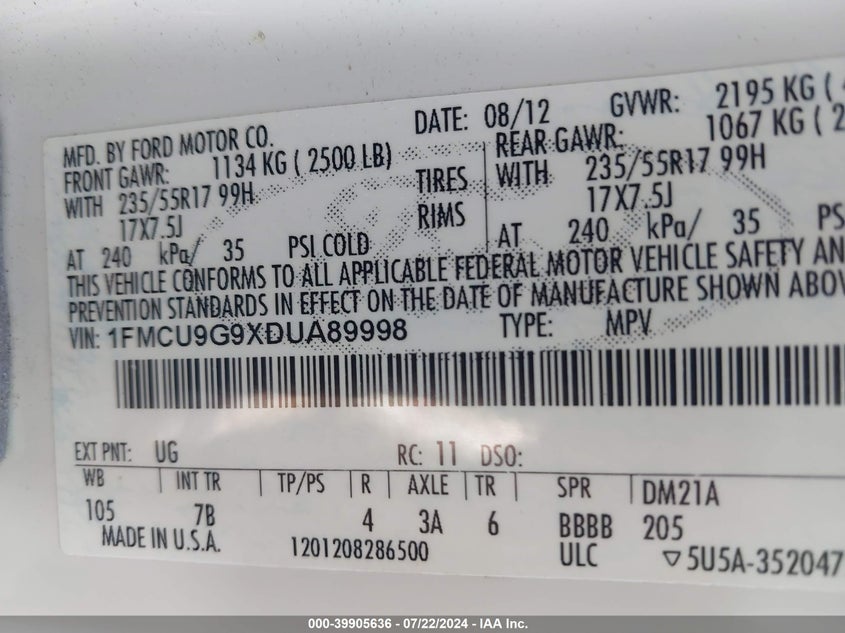 MFD. BY FORD MOTOR CO. DATE: 08/12 GVWR: 2195 KG (
FRONT GAWR: 1134 KG ( 2500 LB) REAR GAWR: 1067 KG ( 2
WITH 235/55R17 99H TIRES WITH 235/55R17 99H
17X7.5J RIMS 17X7.5J
AT 240 kPa/ 35 PSI COLD AT 240 kPa/ 35 PS
THIS VEHICLE CONFORMS TO ALL APPLICABLE FEDERAL MOTOR VEHICLE SAFETY AN
PREVENTION STANDARDS IN EFFECT ON THE DATE OF MANUFACTURE SHOWN ABOV
VIN: 1FMCU9G9XDUA89998 TYPE: MPV
EXT PNT: UG RC: 11 DSO:
WB | INT TR | TP/PS | R | AXLE | TR | SPR | DM21A
105 7B 4 3A 6 BBBB 205
MADE IN U.S.A. 1201208286500 ULC ▽5U5A-352047
000-39905636 - 07/22/2024 - IAA Inc.